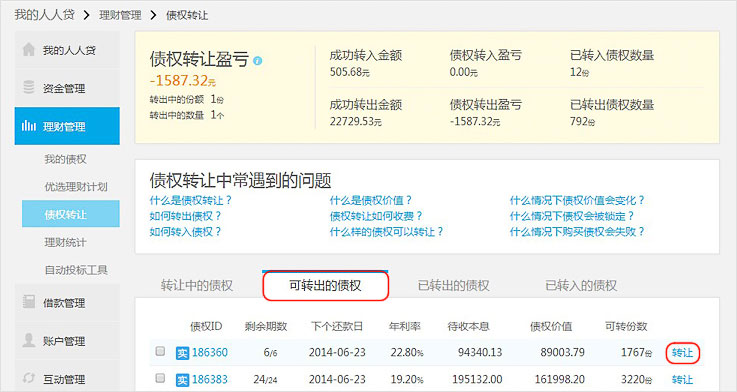 我的人人贷 > 理财管理 > 债权转让
我的人人贷
资金管理
理财管理
我的债权
优选理财计划
债权转让
理财统计
自动投标工具
借款管理
账户管理
互动管理
债权转让盈亏 i
-1587.32元
转出中的份额 1份
转出中的数量 1个
成功转入金额 债权转入盈亏 已转入债权数量
505.68元 0.00元 12份
成功转出金额 债权转出盈亏 已转出债权数量
22729.53元 -1587.32元 792份
债权转让中常遇到的问题
什么是债权转让？ 什么是债权价值？ 什么情况下债权价值会变化？
如何转出债权？ 债权转让如何收费？ 什么情况下债权会被锁定？
如何转入债权？ 什么样的债权可以转让？ 什么情况下购买债权会失败？
转让中的债权 可转出的债权 已转出的债权 已转入的债权
债权ID 剩余期数 下个还款日 年利率 待收本息 债权价值 可转份数
实 186360 6/6 2014-06-23 22.80% 94340.13 89003.79 1767份 转让
实 186383 24/24 2014-06-23 19.20% 195132.00 161998.20 3220份 转让